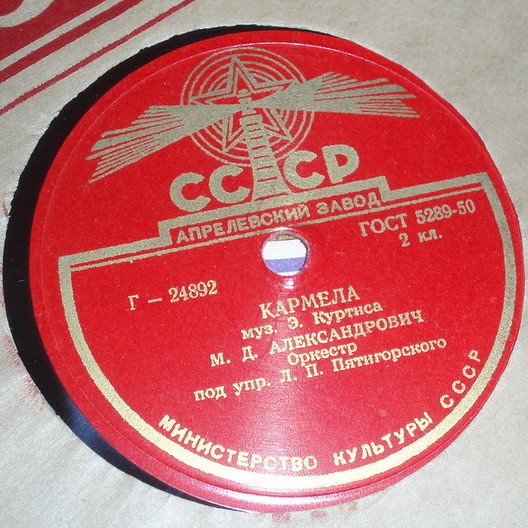 СССР
АПРЕЛЕВСКИЙ ЗАВОД
ГОСТ 5289-50
2 кл.
Г – 24892
КАРМЕЛА
муз. Э. Куртиса
М. Д. АЛЕКСАНДРОВИЧ
Оркестр
под упр. Л. П. Пятигорского
МИНИСТЕРСТВО КУЛЬТУРЫ СССР